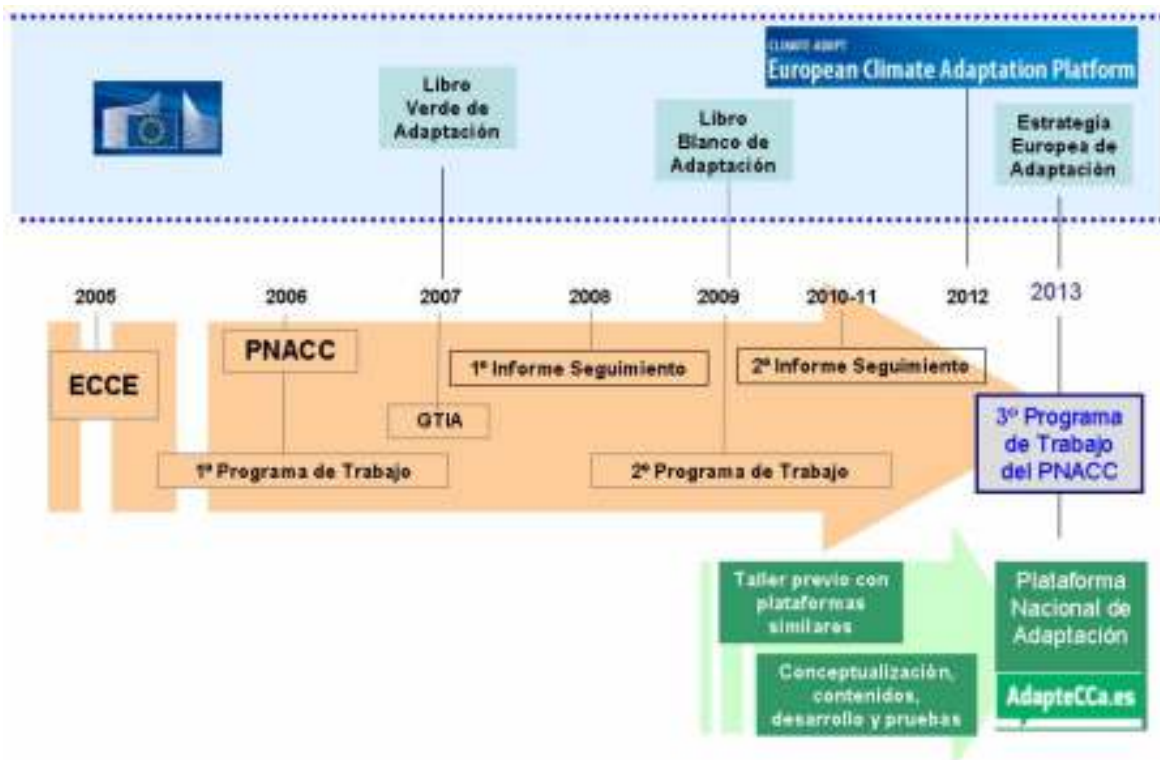 CLIMATE ADAPT
European Climate Adaptation Platform
Libro
Verde de
Adaptación
Libro
Blanco de
Adaptación
Estrategia
Europea de
Adaptación
2005
2006
2007
2008
2009
2010-11
2012
2013
ECCE
PNACC
1º Informe Seguimiento
2º Informe Seguimiento
GTIA
1º Programa de Trabajo
2º Programa de Trabajo
3º Programa
de Trabajo
del PNACC
Taller previo con
plataformas
similares
Conceptualización,
contenidos,
desarrollo y pruebas
Plataforma
Nacional de
Adaptación
AdapteCCa.es